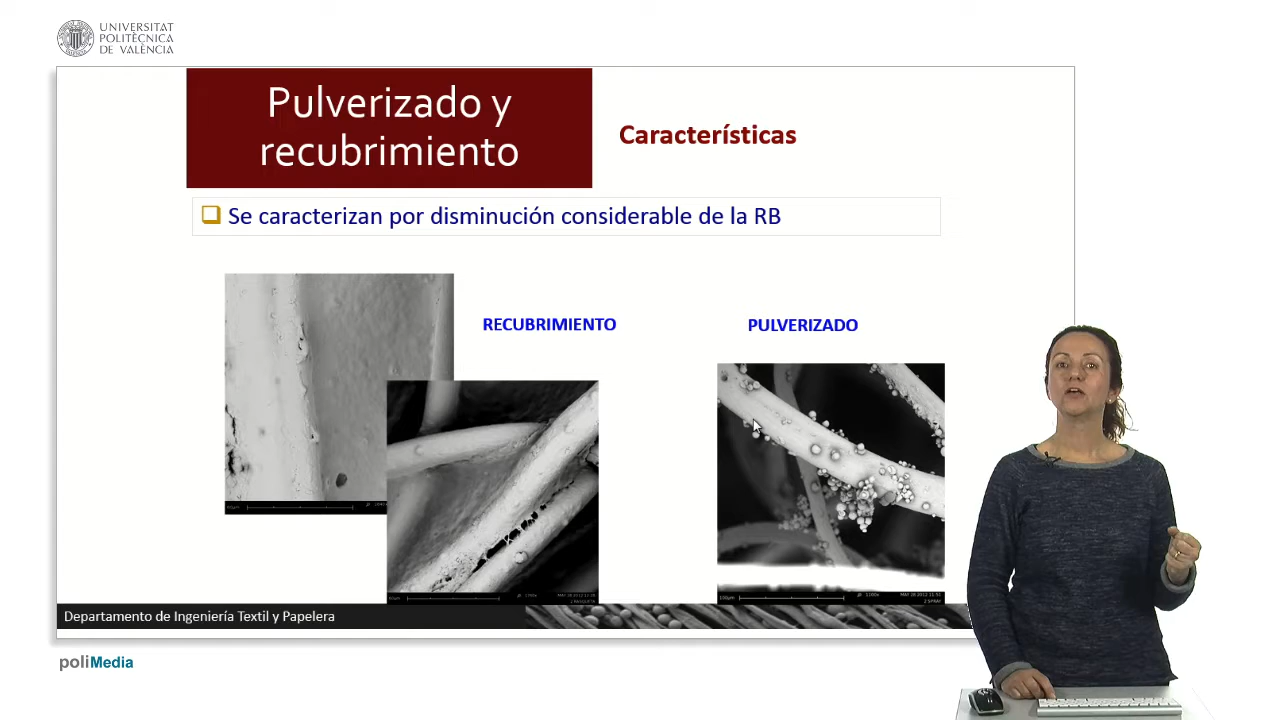 UNIVERSITAT
POLITÈCNICA
DE VALÈNCIA
Pulverizado y
recubrimiento
Características
Se caracterizan por disminución considerable de la RB
RECUBRIMIENTO
PULVERIZADO
Departamento de Ingeniería Textil y Papelera
poliMedia